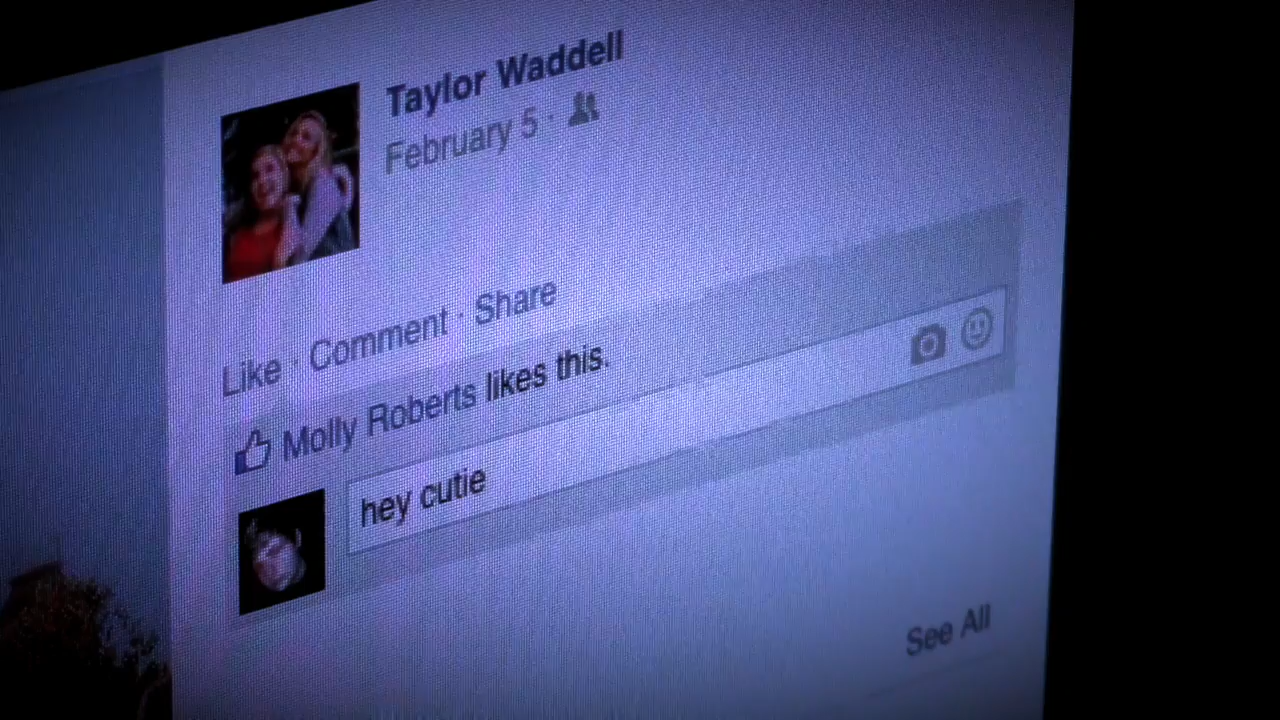 Taylor Waddell
February 5 ·
Like · Comment · Share
Molly Roberts likes this.
hey cutie
See All